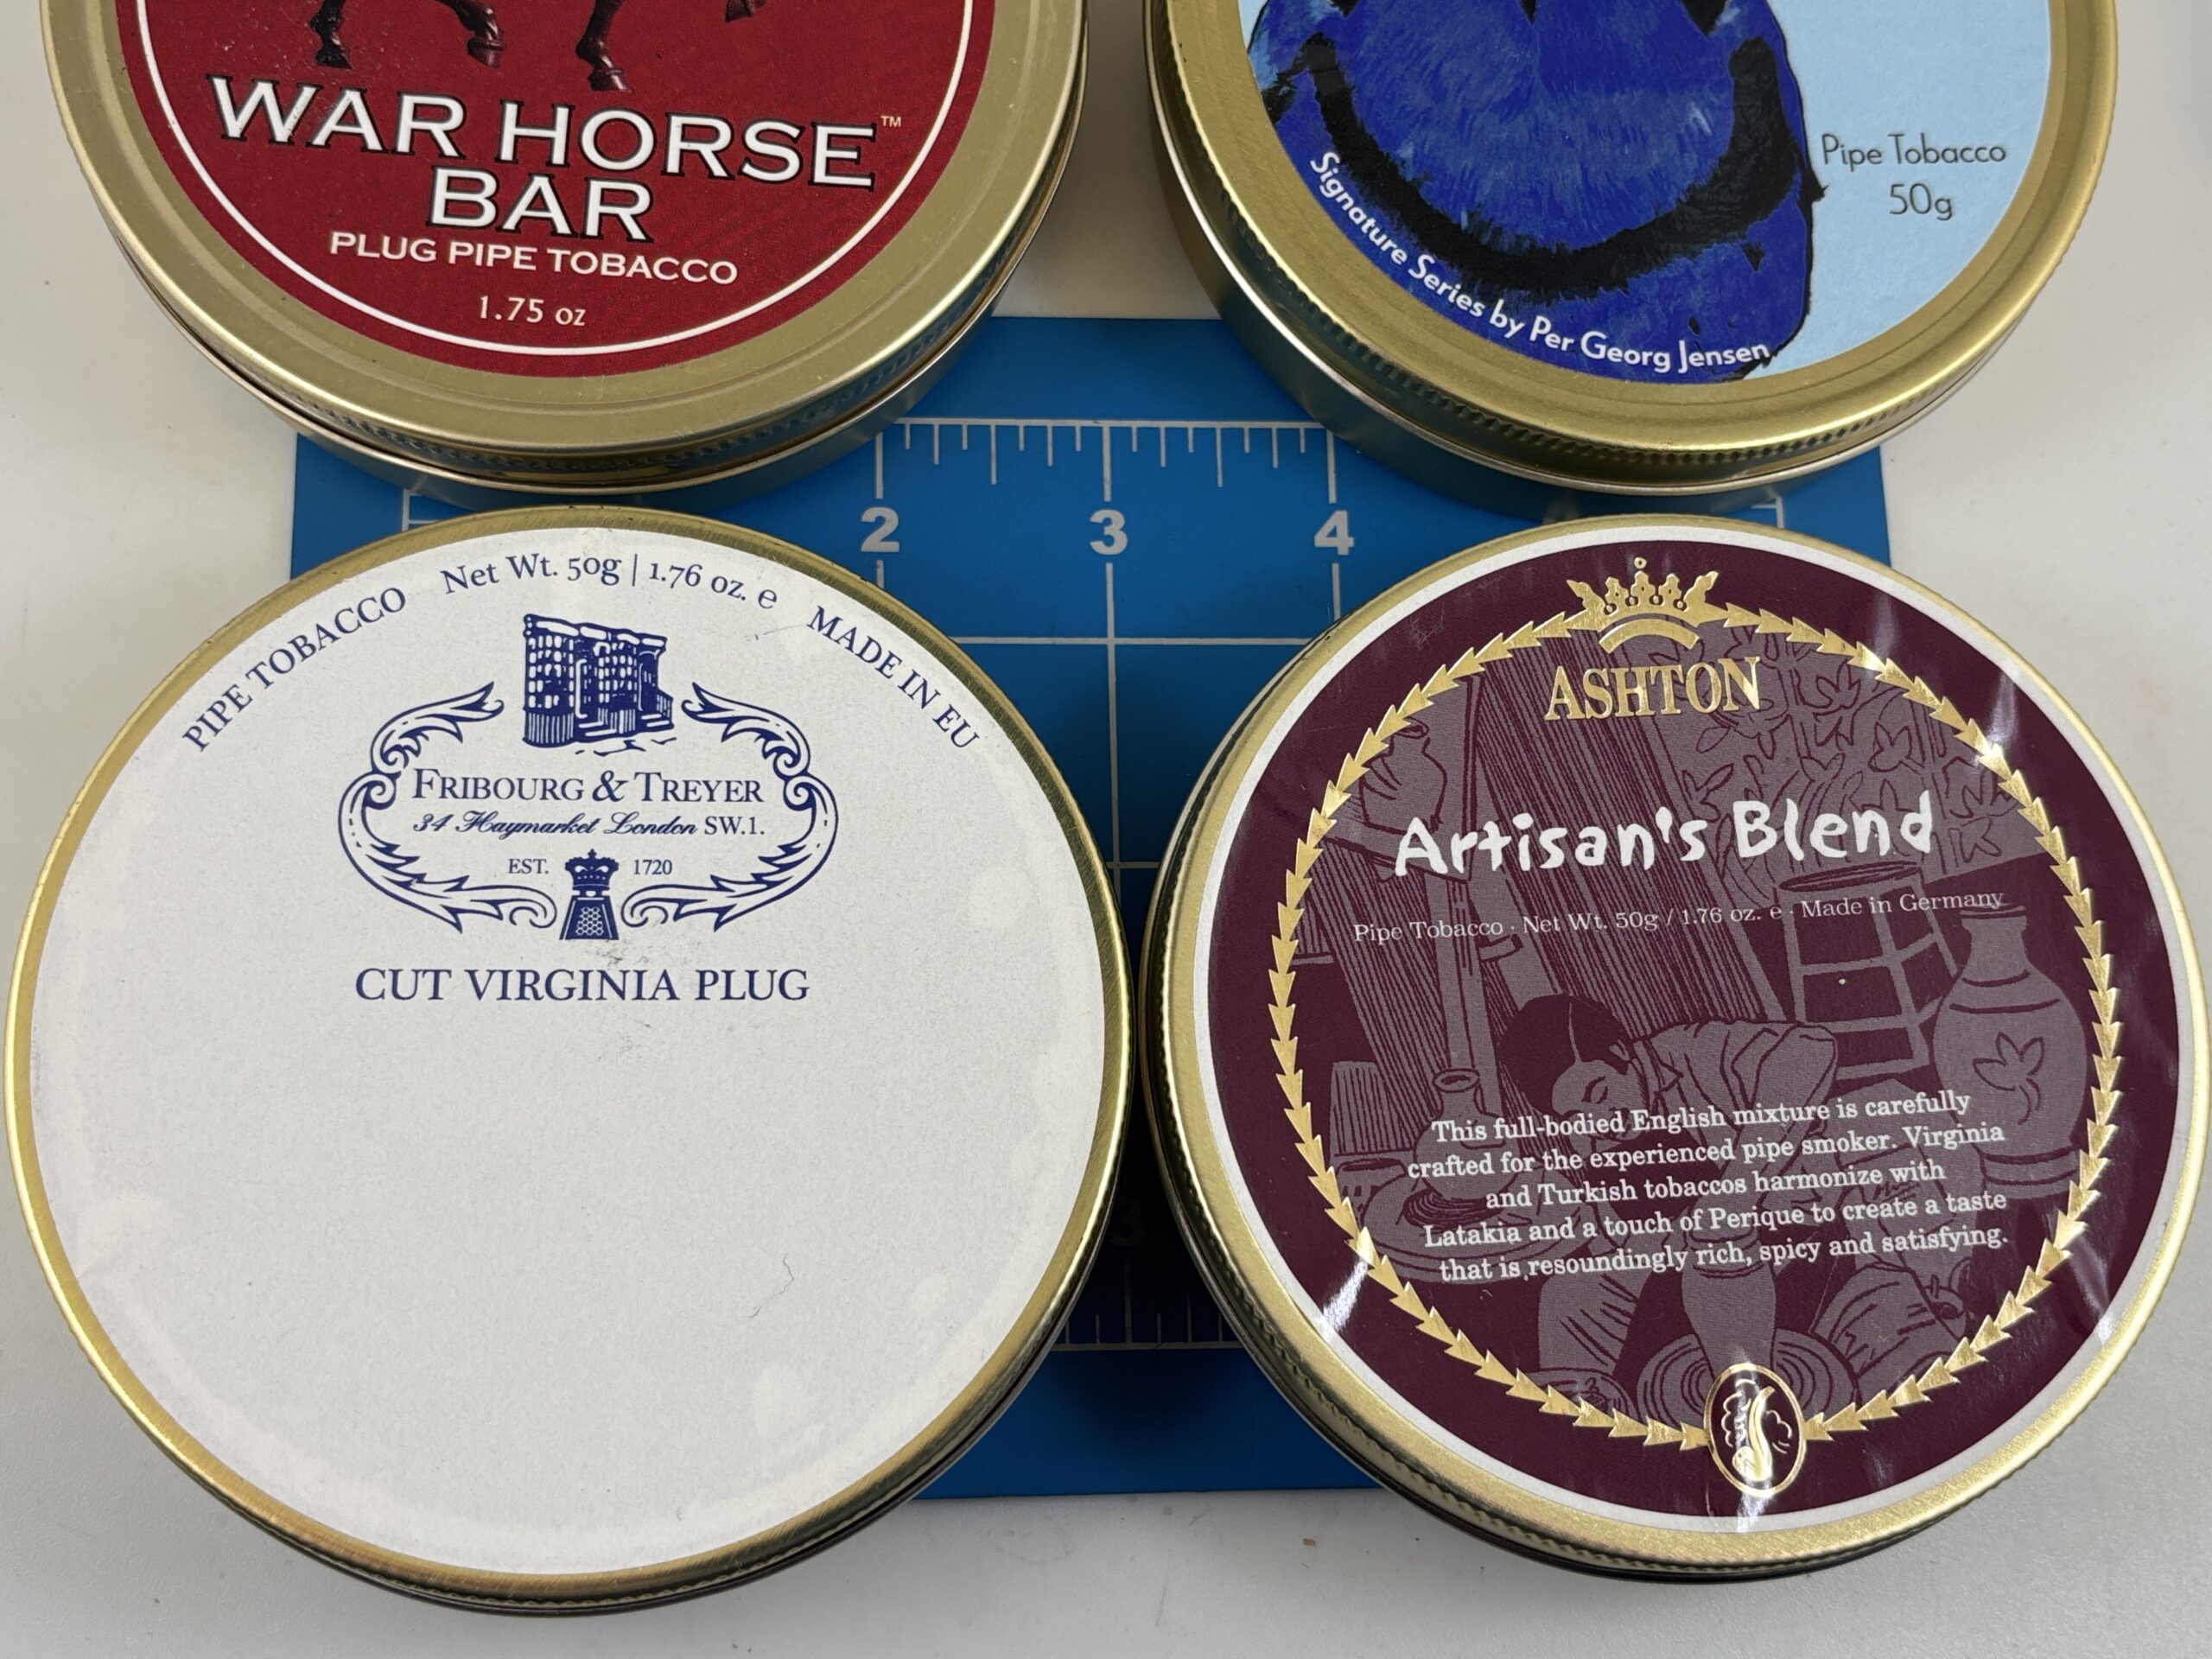 WAR HORSE™
BAR
PLUG PIPE TOBACCO
1.75 oz
Pipe Tobacco
50g
Signature Series by Per Georg Jensen
2 3 4
PIPE TOBACCO Net Wt. 50g | 1.76 oz. e MADE IN EU
FRIBOURG & TREYER
34 Haymarket London SW.1.
EST. 1720
CUT VIRGINIA PLUG
ASHTON
Artisan's Blend
Pipe Tobacco · Net Wt. 50g / 1.76 oz. e · Made in Germany
This full-bodied English mixture is carefully
crafted for the experienced pipe smoker. Virginia
and Turkish tobaccos harmonize with
Latakia and a touch of Perique to create a taste
that is resoundingly rich, spicy and satisfying.
3